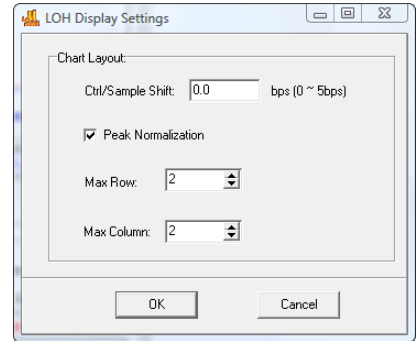 LOH Display Settings
Chart Layout:
Ctrl/Sample Shift: 0.0 bps (0 ~ 5bps)
Peak Normalization
Max Row: 2
Max Column: 2
OK Cancel